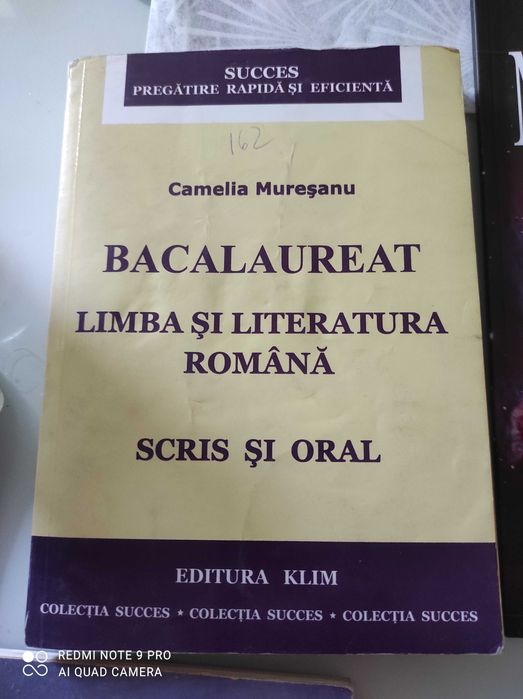 SUCCES
PREGĂTIRE RAPIDĂ ȘI EFICIENTĂ
162
Camelia Mureşanu
BACALAUREAT
LIMBA ŞI LITERATURA
ROMÂNĂ
SCRIS ŞI ORAL
EDITURA KLIM
COLECŢIA SUCCES ★ COLECŢIA SUCCES ★ COLECŢIA SUCCES
REDMI NOTE 9 PRO
AI QUAD CAMERA